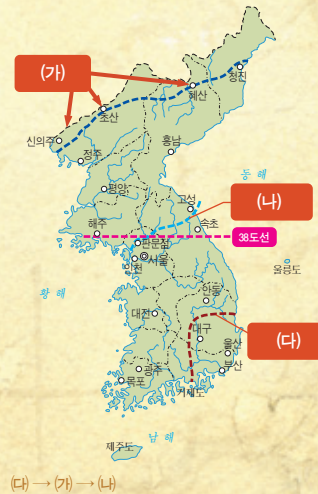 (가)
청진
혜산
초산
신의주
정주
흥남
동 해
평양
고성
(나)
해주
속초
38도선
판문점
서울
인천
울릉도
황 해
안동
대전
(다)
대구
울산
광주
부산
목포
거제도
남 해
제주도
(다) → (가) → (나)